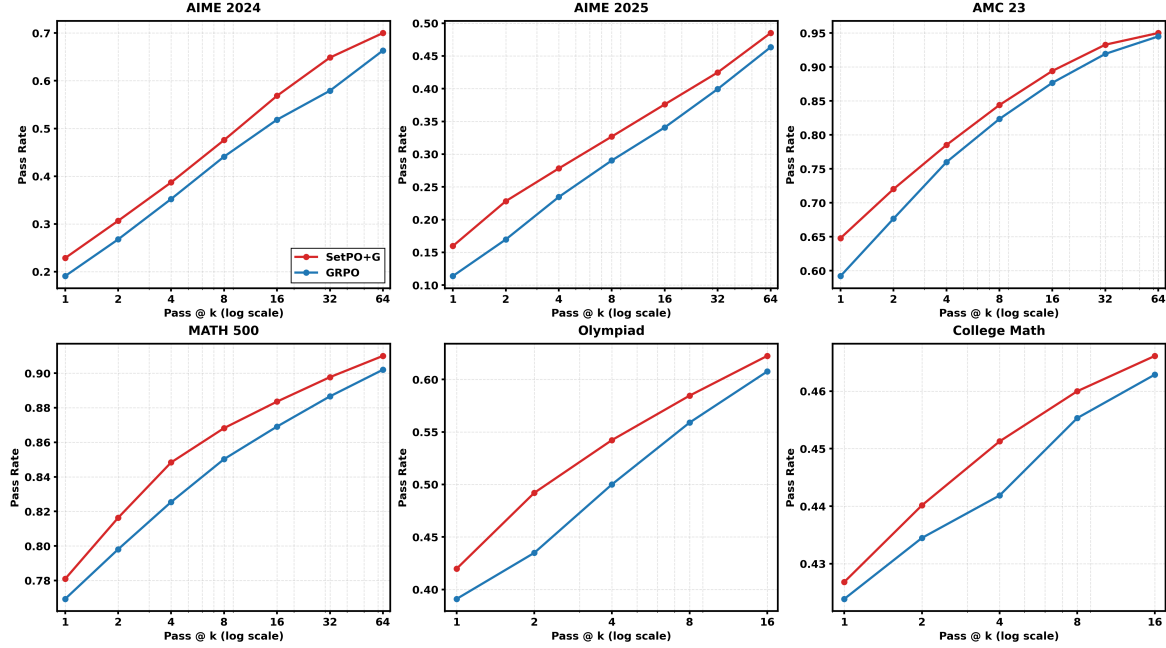 AIME 2024
Pass Rate
0.7
0.6
0.5
0.4
0.3
0.2
SetPO+G
GRPO
1 2 4 8 16 32 64
Pass @ k (log scale)
AIME 2025
Pass Rate
0.50
0.45
0.40
0.35
0.30
0.25
0.20
0.15
0.10
1 2 4 8 16 32 64
Pass @ k (log scale)
AMC 23
Pass Rate
0.95
0.90
0.85
0.80
0.75
0.70
0.65
0.60
1 2 4 8 16 32 64
Pass @ k (log scale)
MATH 500
Pass Rate
0.90
0.88
0.86
0.84
0.82
0.80
0.78
1 2 4 8 16 32 64
Pass @ k (log scale)
Olympiad
Pass Rate
0.60
0.55
0.50
0.45
0.40
1 2 4 8 16
Pass @ k (log scale)
College Math
Pass Rate
0.46
0.45
0.44
0.43
1 2 4 8 16
Pass @ k (log scale)